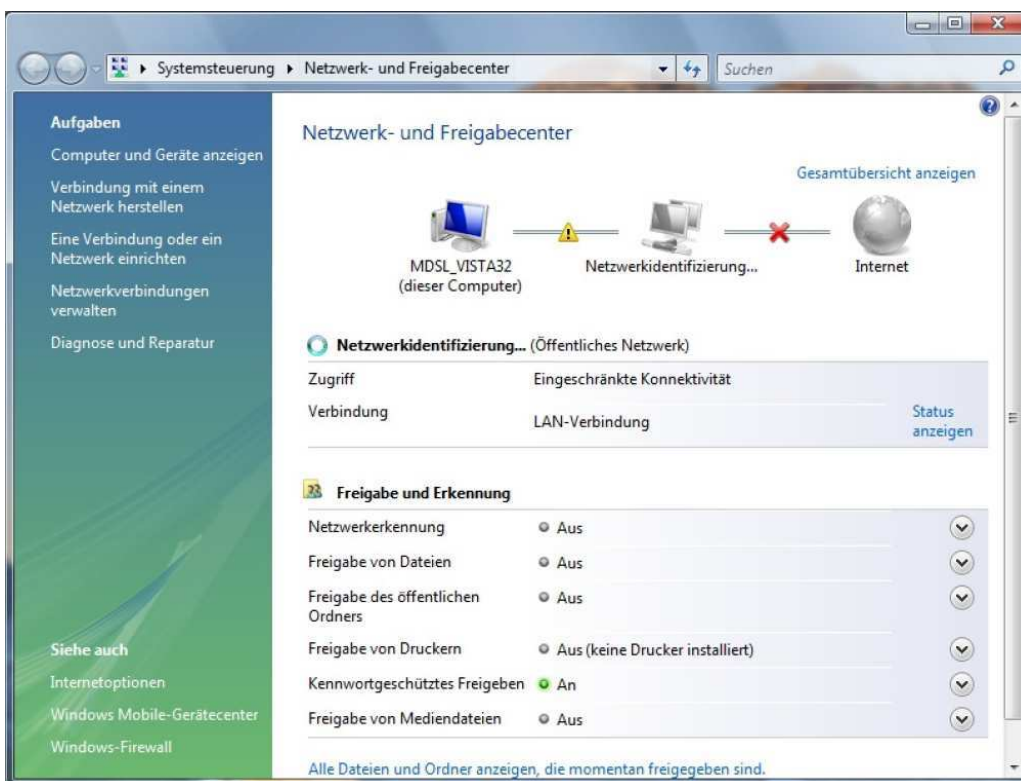 Systemsteuerung
Netzwerk- und Freigabecenter
Suchen
Aufgaben
Computer und Geräte anzeigen
Verbindung mit einem
Netzwerk herstellen
Eine Verbindung oder ein
Netzwerk einrichten
Netzwerkverbindungen
verwalten
Diagnose und Reparatur
Siehe auch
Internetoptionen
Windows Mobile-Gerätecenter
Windows-Firewall
Netzwerk- und Freigabecenter
Gesamtübersicht anzeigen
MDSL_VISTA32
(dieser Computer)
Netzwerkidentifizierung...
Internet
Netzwerkidentifizierung... (Öffentliches Netzwerk)
Zugriff Eingeschränkte Konnektivität
Verbindung LAN-Verbindung
Status
anzeigen
Freigabe und Erkennung
Netzwerkerkennung Aus
Freigabe von Dateien Aus
Freigabe des öffentlichen
Ordners
Aus
Freigabe von Druckern Aus (keine Drucker installiert)
Kennwortgeschütztes Freigeben An
Freigabe von Mediendateien Aus
Alle Dateien und Ordner anzeigen, die momentan freigegeben sind.